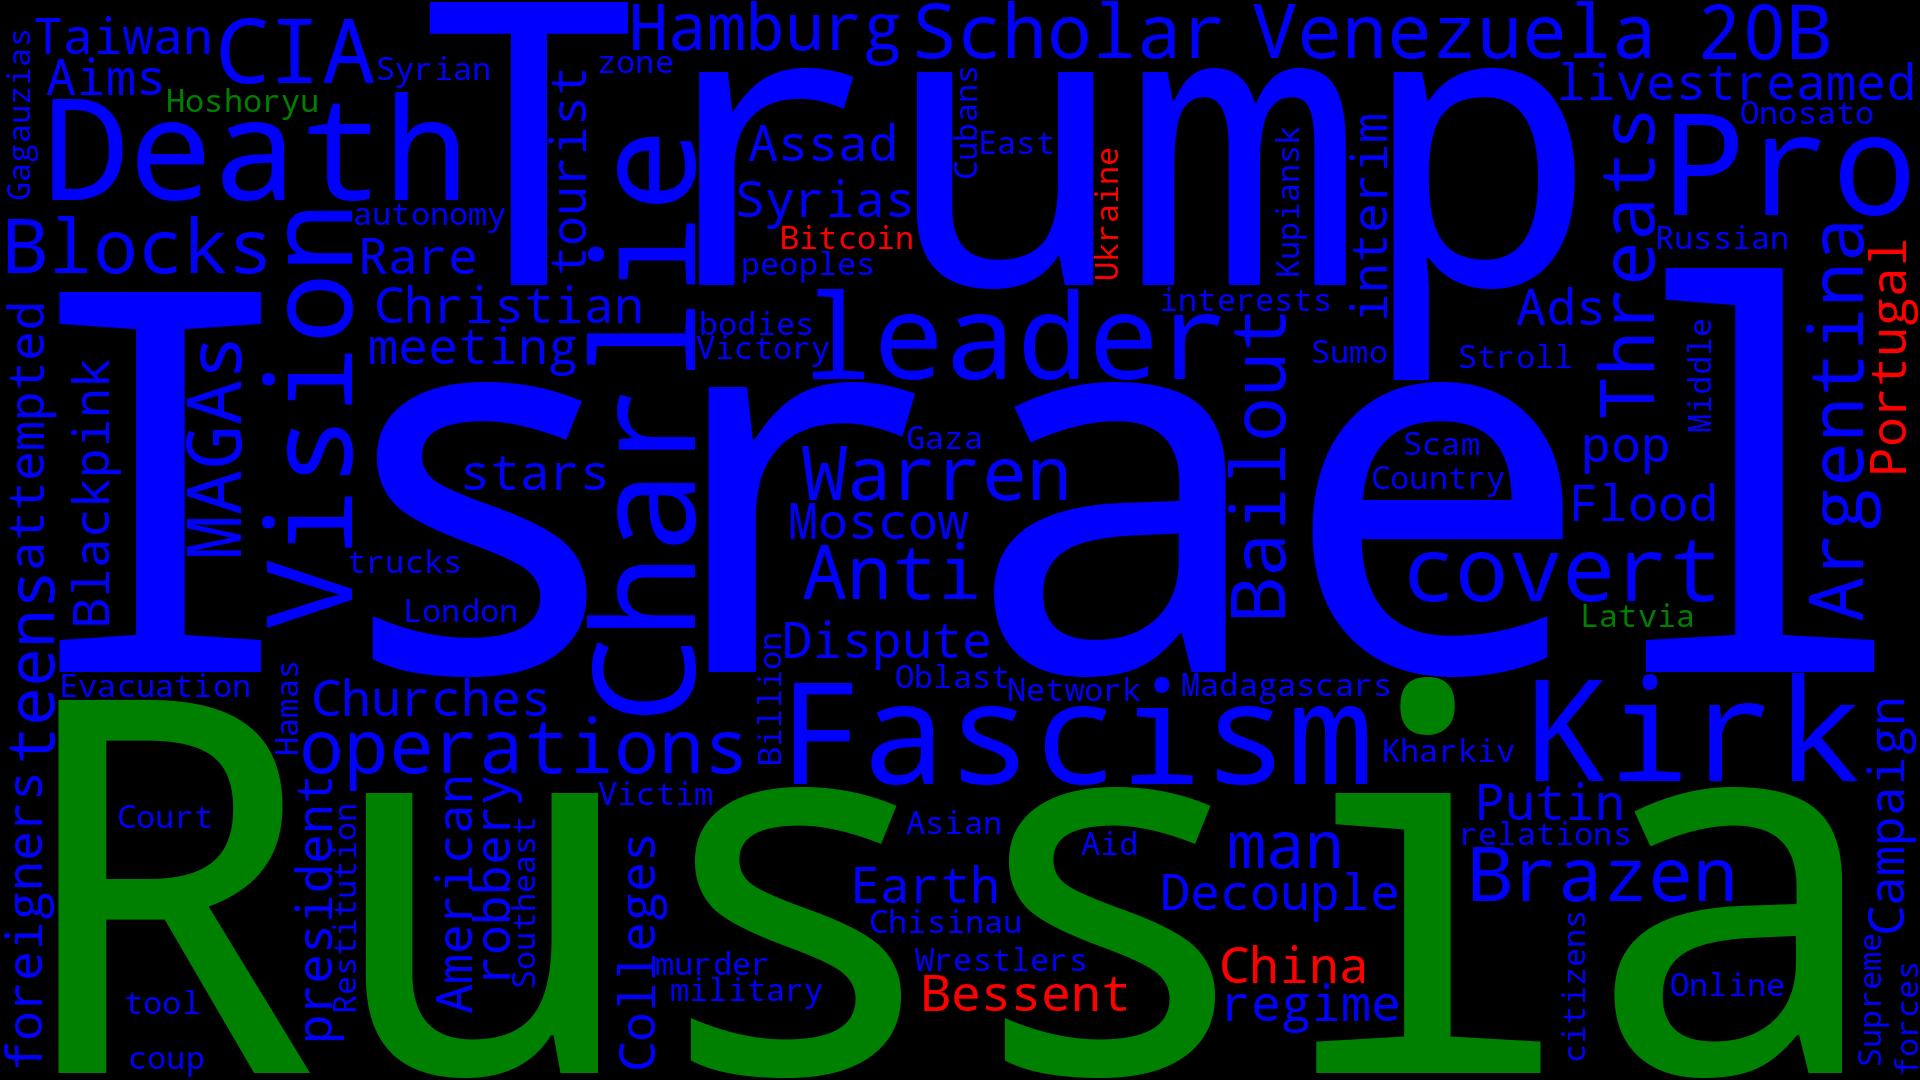 Taiwan
CIA
Hamburg
Scholar
Venezuela
20B
Aims
Syrian
zone
livestreamed
Gagauzias
Hoshoryu
Trump
Onosato
Death
tourist
Assad
Cubans
East
Ukraine
Kupiansk
interim
Threats
Pro
Blocks
Vision
autonomy
Rare
Charlie
Syrias
Bitcoin
peoples
Russian
Argentina
Portugal
Christian
meeting
bodies
Victory
leader
interests
Sumo
Ads
Stroll
Middle
attempted
Blackpink
MAGAs
Israel
stars
Gaza
Warren
Moscow
Anti
Bailout
Scam
Country
pop
Flood
covert
Latvia
trucks
London
teens
Dispute
Billion
Oblast
Network
Madagascars
Evacuation
Hamas
Churches
operations
Fascism
Kharkiv
Kirk
Campaign
foreigners
Russia
Court
president
Restitution
American
robbery
Southeast
Victim
Colleges
Asian
Aid
man
Putin
relations
Brazen
Earth
Decouple
Chisinau
Wrestlers
murder
military
Bessent
China
regime
citizens
Online
Supreme
forces
tool
coup